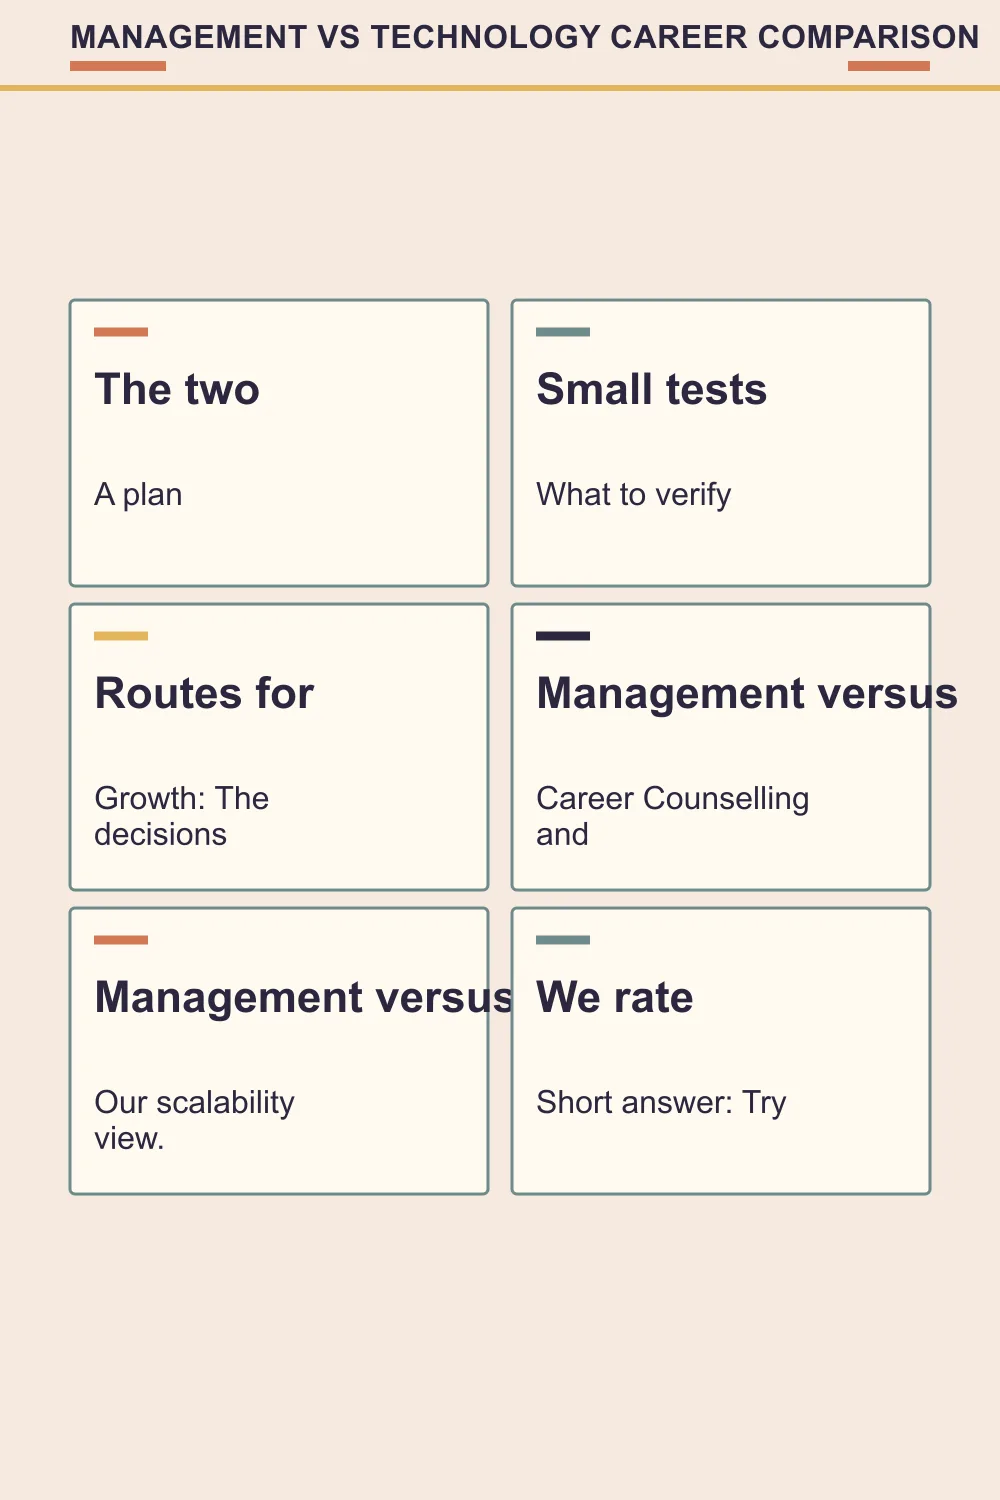 MANAGEMENT VS TECHNOLOGY CAREER COMPARISON
The two
A plan
Small tests
What to verify
Routes for
Growth: The
decisions
Management versus
Career Counselling
and
Management versus
Our scalability
view.
We rate
Short answer: Try